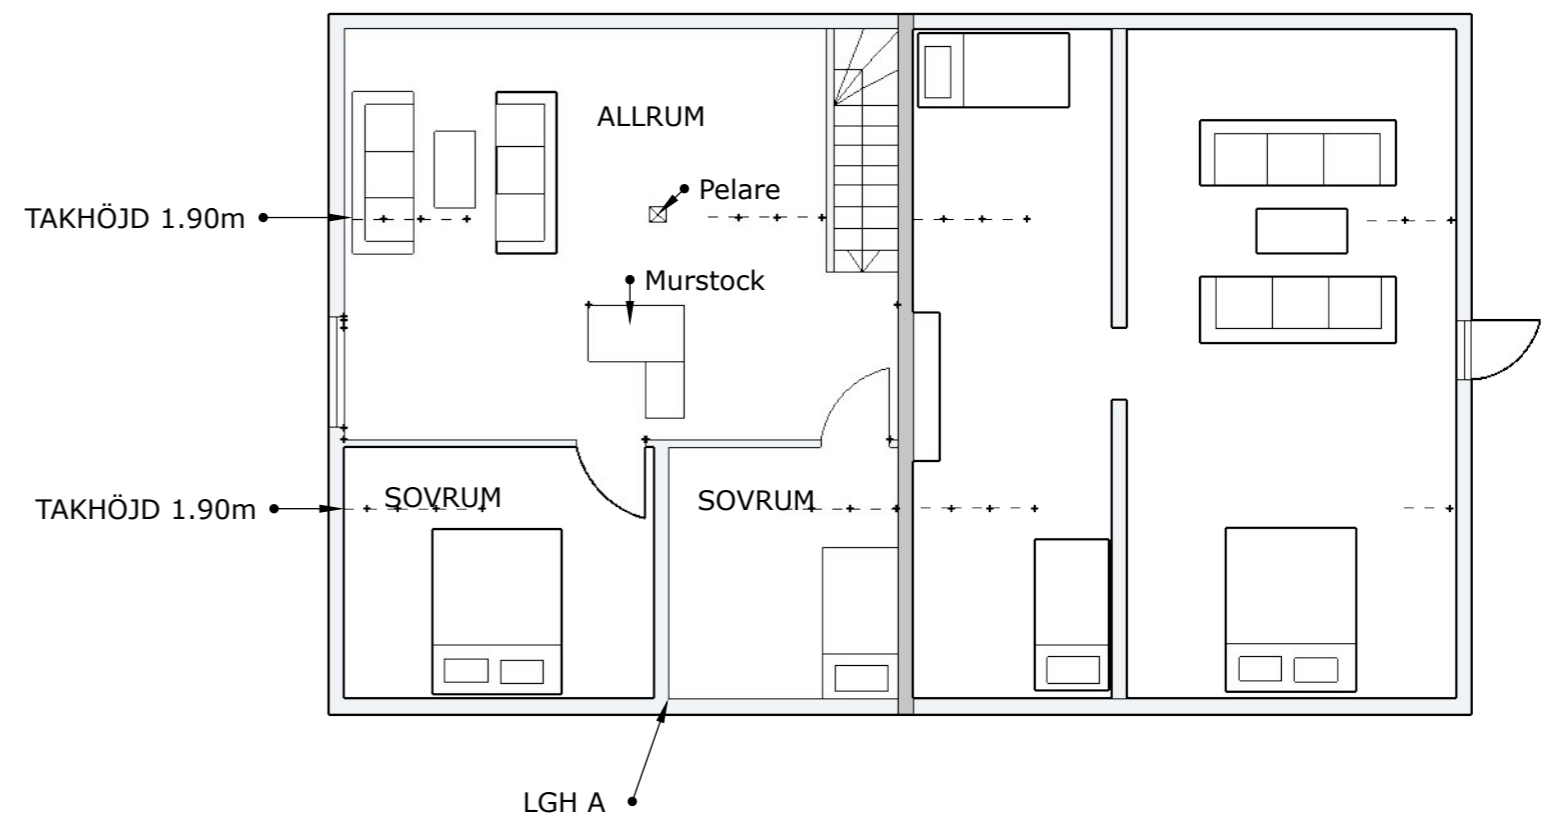 ALLRUM
Pelare
TAKHÖJD 1.90m
Murstock
SOVRUM
SOVRUM
TAKHÖJD 1.90m
LGH A